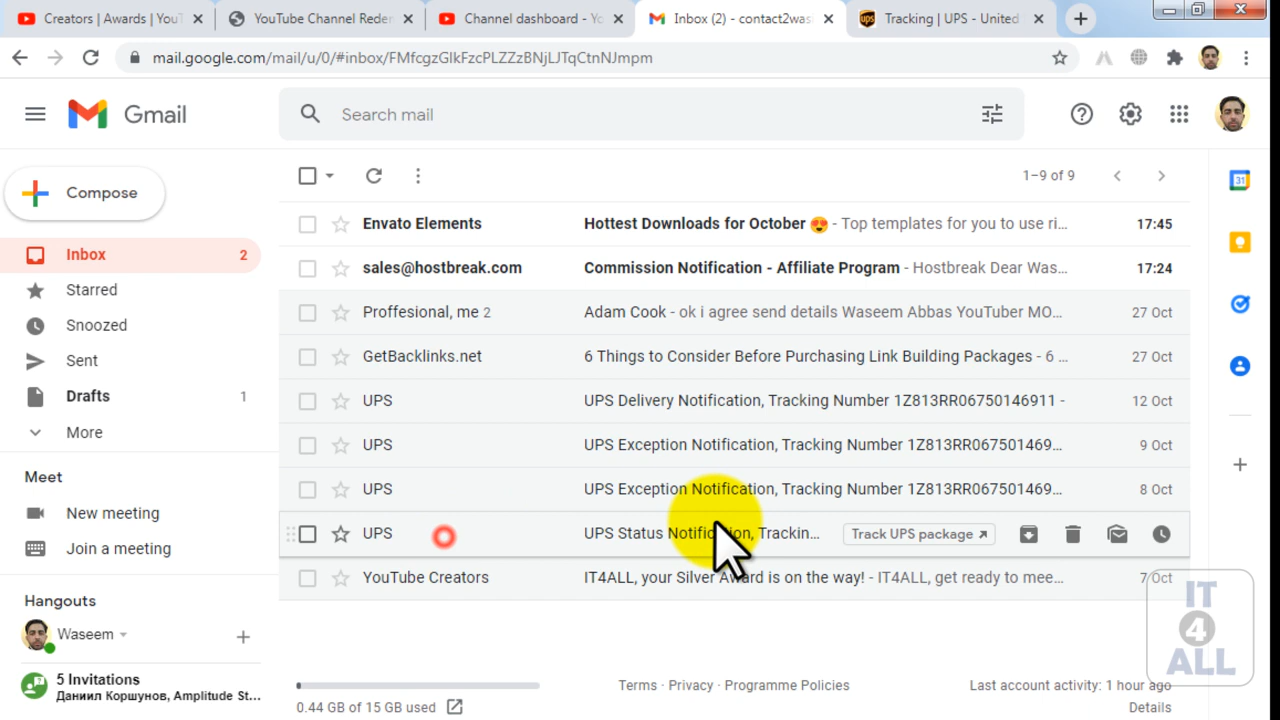 Creators | Awards | YouT
YouTube Channel Reder
Channel dashboard - Yo
Inbox (2) - contact2was
Tracking | UPS - United
mail.google.com/mail/u/0/#inbox/FMfcgzGlkFzcPLZZzBNjLJTqCtnNJmpm
Gmail
Search mail
Compose
1–9 of 9
Inbox 2
Starred
Snoozed
Sent
Drafts 1
More
Meet
New meeting
Join a meeting
Hangouts
Waseem
5 Invitations
Даниил Коршунов, Amplitude St...
Envato Elements Hottest Downloads for October 😍 - Top templates for you to use ri... 17:45
sales@hostbreak.com Commission Notification - Affiliate Program - Hostbreak Dear Was... 17:24
Proffesional, me 2 Adam Cook - ok i agree send details Waseem Abbas YouTube MO... 27 Oct
GetBacklinks.net 6 Things to Consider Before Purchasing Link Building Packages - 6 ... 27 Oct
UPS UPS Delivery Notification, Tracking Number 1Z813RR06750146911 - 12 Oct
UPS UPS Exception Notification, Tracking Number 1Z813RR067501469... 9 Oct
UPS UPS Exception Notification, Tracking Number 1Z813RR067501469... 8 Oct
UPS UPS Status Notification, Trackin... Track UPS package
YouTube Creators IT4ALL, your Silver Award is on the way! - IT4ALL, get ready to mee... 7 Oct
Terms · Privacy · Programme Policies
Last account activity: 1 hour ago
0.44 GB of 15 GB used
Details
31
IT
4
ALL